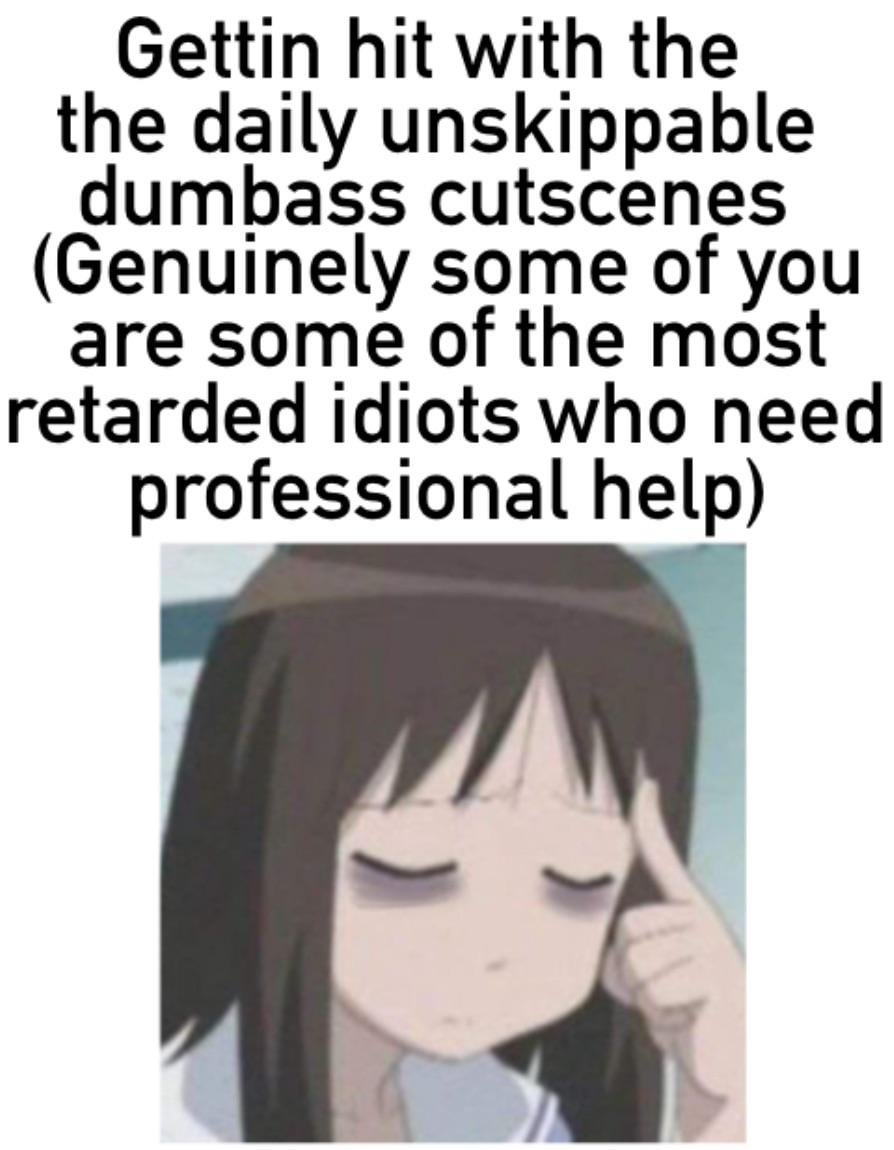 Gettin hit with the
the daily unskippable
dumbass cutscenes
(Genuinely some of you
are some of the most
retarded idiots who need
professional help)